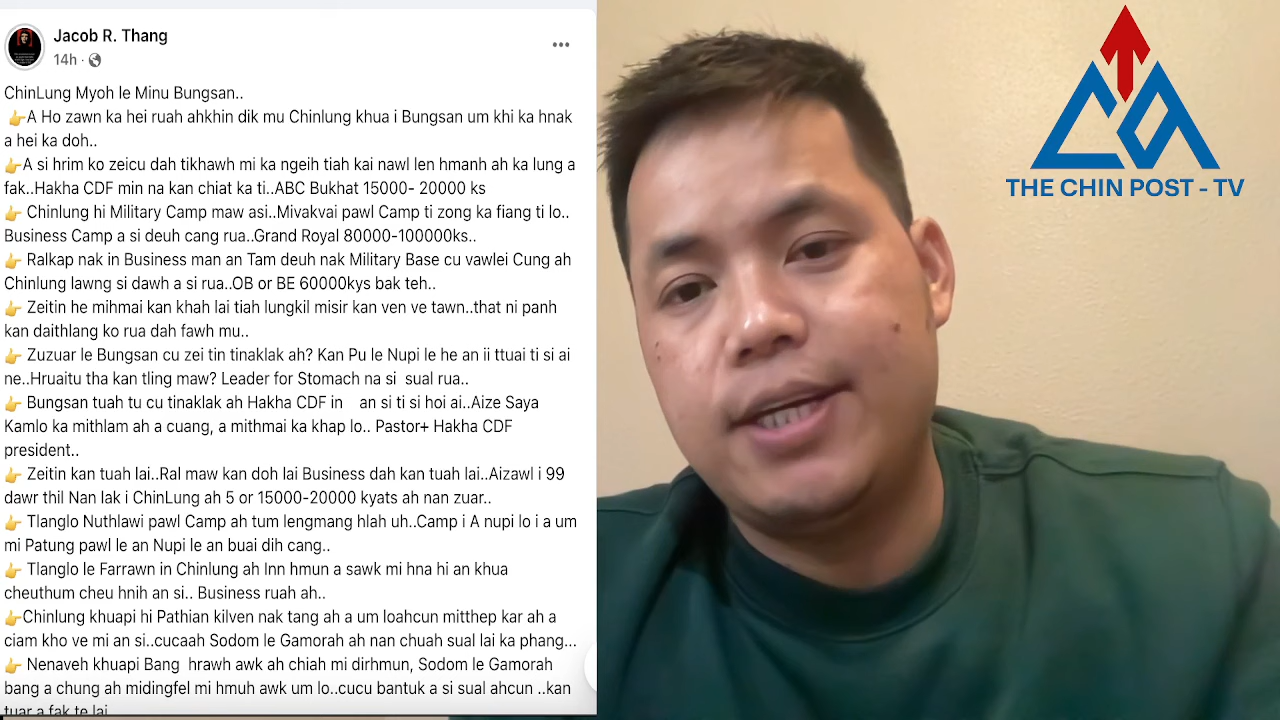 Jacob R. Thang
14h ·
ChinLung Myoh le Minu Bungsan..
👉A Ho zawn ka hei ruah ahkhin dik mu Chinlung khua i Bungsan um khi ka hnak
a hei ka doh..
👉A si hrim ko zeicu dah tikhawh mi ka ngeih tiah kai nawl len hmanh ah ka lung a
fak..Hakha CDF min na kan chiat ka ti..ABC Bukhat 15000- 20000 ks
👉 Chinlung hi Military Camp maw asi..Mivakvai pawl Camp ti zong ka fiang ti lo..
Business Camp a si deuh cang rua..Grand Royal 80000-100000ks..
👉 Ralkap nak in Business man an Tam deuh nak Military Base cu vawlei Cung ah
Chinlung lawng si dawh a si rua..OB or BE 60000kys bak teh..
👉 Zeitin he mihmai kan khah lai tiah lungkil misir kan ven ve tawn..that ni panh
kan daithlang ko rua dah fawh mu..
👉 Zuzuar le Bungsan cu zei tin tinaklak ah? Kan Pu le Nupi le he an ii ttuai ti si ai
ne..Hruaitu tha kan tling maw? Leader for Stomach na si sual rua..
👉 Bungsan tuah tu cu tinaklak ah Hakha CDF in an si ti si hoi ai..Aize Saya
Kamlo ka mithlam ah a cuang, a mithmai ka khap lo.. Pastor+ Hakha CDF
president..
👉 Zeitin kan tuah lai..Ral maw kan doh lai Business dah kan tuah lai..Aizawl i 99
dawr thil Nan lak i ChinLung ah 5 or 15000-20000 kyats ah nan zuar..
👉 Tlanglo Nuthlawi pawl Camp ah tum lengmang hlah uh..Camp i A nupi lo i a um
mi Patung pawl le an Nupi le an buai dih cang..
👉 Tlanglo le Farrawn in Chinlung ah Inn hmun a sawk mi hna hi an khua
cheuthum cheu hnih an si.. Business ruah ah..
👉Chinlung khuapi hi Pathian kilven nak tang ah a um loahcun mitthep kar ah a
ciam kho ve mi an si..cucaah Sodom le Gamorah ah nan chuah sual lai ka phang...
👉 Nenaveh khuapi Bang hrawh awk ah chiah mi dirhmun, Sodom le Gamorah
bang a chung ah midingfel mi hmuh awk um lo..cucu bantuk a si sual ahcun ..kan
tuar a fak te lai
THE CHIN POST - TV